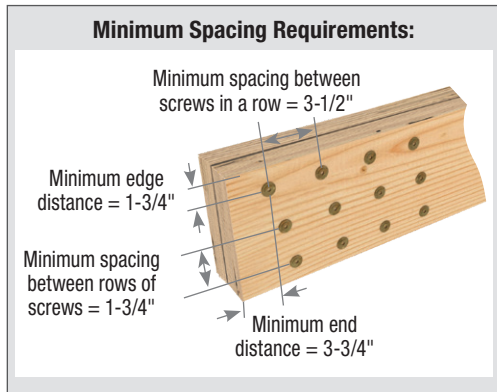 Minimum Spacing Requirements:
Minimum spacing between
screws in a row = 3-1/2"
Minimum edge
distance = 1-3/4"
Minimum spacing
between rows of
screws = 1-3/4"
Minimum end
distance = 3-3/4"